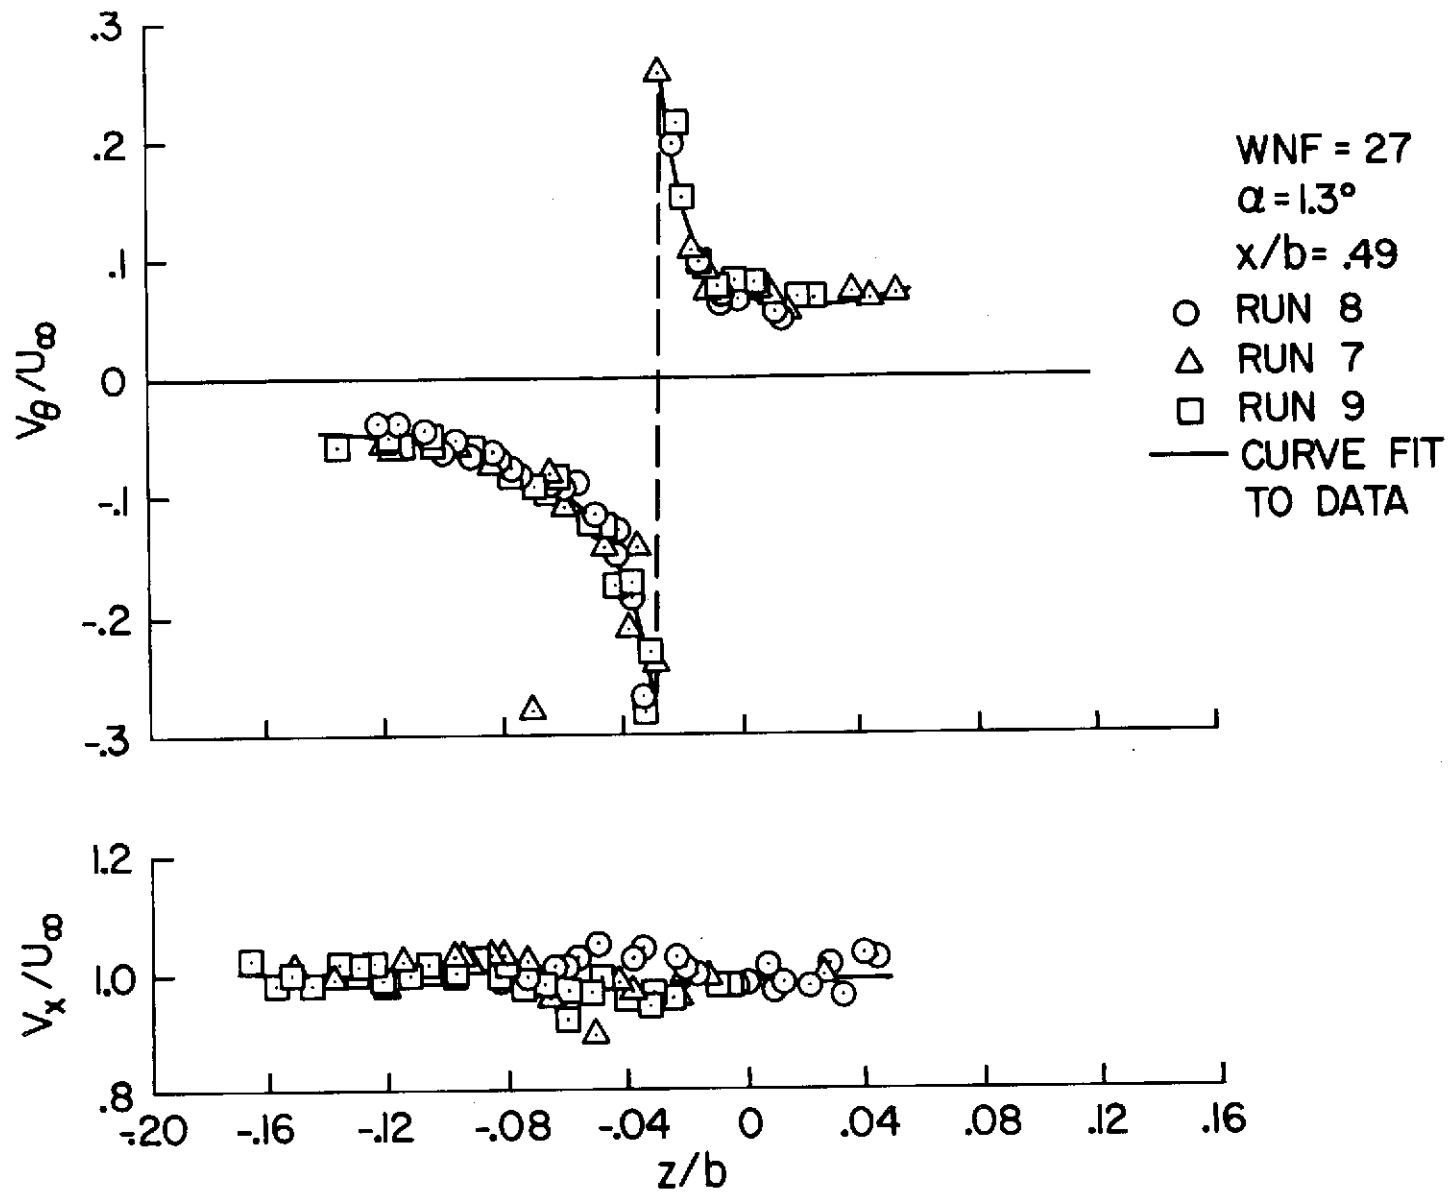 .3
.2
.1
0
-.1
-.2
-.3
Vθ/U∞
WNF = 27
α = 1.3°
x/b = .49
RUN 8
RUN 7
RUN 9
CURVE FIT
TO DATA
1.2
1.0
.8
Vx/U∞
-.20 -.16 -.12 -.08 -.04 0 .04 .08 .12 .16
z/b